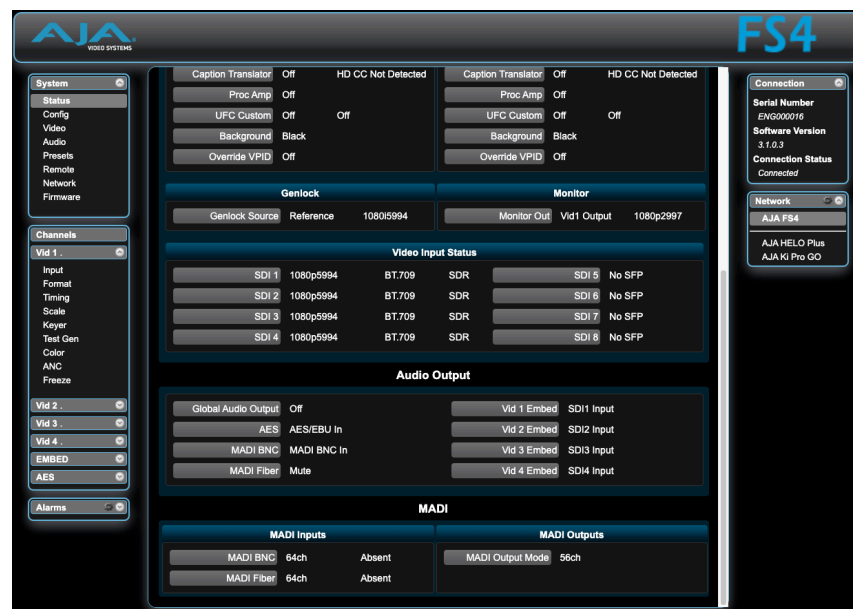 AJA
VIDEO SYSTEMS
FS4
System
Status
Config
Video
Audio
Presets
Remote
Network
Firmware
Channels
Vid 1 .
Input
Format
Timing
Scale
Keyer
Test Gen
Color
ANC
Freeze
Vid 2 .
Vid 3 .
Vid 4 .
EMBED
AES
Alarms
Caption Translator Off HD CC Not Detected Caption Translator Off HD CC Not Detected
Proc Amp Off Proc Amp Off
UFC Custom Off Off UFC Custom Off Off
Background Black Background Black
Override VPID Off Override VPID Off
Genlock Monitor
Genlock Source Reference 1080i5994 Monitor Out Vid1 Output 1080p2997
Video Input Status
SDI 1 1080p5994 BT.709 SDR SDI 5 No SFP
SDI 2 1080p5994 BT.709 SDR SDI 6 No SFP
SDI 3 1080p5994 BT.709 SDR SDI 7 No SFP
SDI 4 1080p5994 BT.709 SDR SDI 8 No SFP
Audio Output
Global Audio Output Off Vid 1 Embed SDI1 Input
AES AES/EBU In Vid 2 Embed SDI2 Input
MADI BNC MADI BNC In Vid 3 Embed SDI3 Input
MADI Fiber Mute Vid 4 Embed SDI4 Input
MADI
MADI Inputs MADI Outputs
MADI BNC 64ch Absent MADI Output Mode 56ch
MADI Fiber 64ch Absent
Connection
Serial Number
ENG000016
Software Version
3.1.0.3
Connection Status
Connected
Network
AJA FS4
AJA HELO Plus
AJA Ki Pro GO